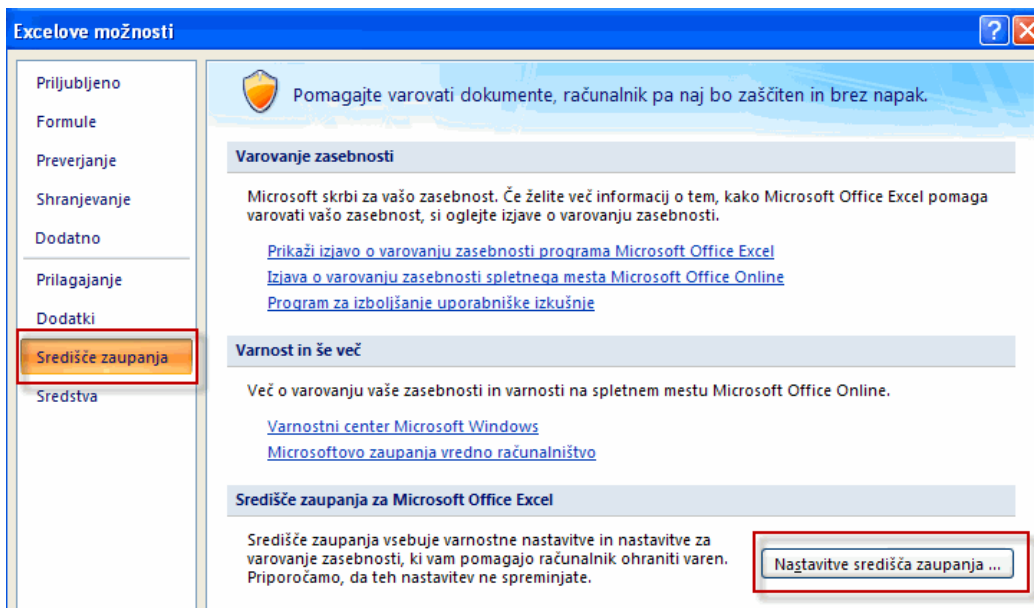 Excelove možnosti
Priljubljeno
Formule
Preverjanje
Shranjevanje
Dodatno
Prilagajanje
Dodatki
Središče zaupanja
Sredstva
Pomagajte varovati dokumente, računalnik pa naj bo zaščiten in brez napak.
Varovanje zasebnosti
Microsoft skrbi za vašo zasebnost. Če želite več informacij o tem, kako Microsoft Office Excel pomaga
varovati vašo zasebnost, si oglejte izjave o varovanju zasebnosti.
Prikaži izjavo o varovanju zasebnosti programa Microsoft Office Excel
Izjava o varovanju zasebnosti spletnega mesta Microsoft Office Online
Program za izboljšanje uporabniške izkušnje
Varnost in še več
Več o varovanju vaše zasebnosti in varnosti na spletnem mestu Microsoft Office Online.
Varnostni center Microsoft Windows
Microsoftovo zaupanja vredno računalništvo
Središče zaupanja za Microsoft Office Excel
Središče zaupanja vsebuje varnostne nastavitve in nastavitve za
varovanje zasebnosti, ki vam pomagajo računalnik ohraniti varen.
Priporočamo, da teh nastavitev ne spreminjate.
Nastavitve središča zaupanja ...